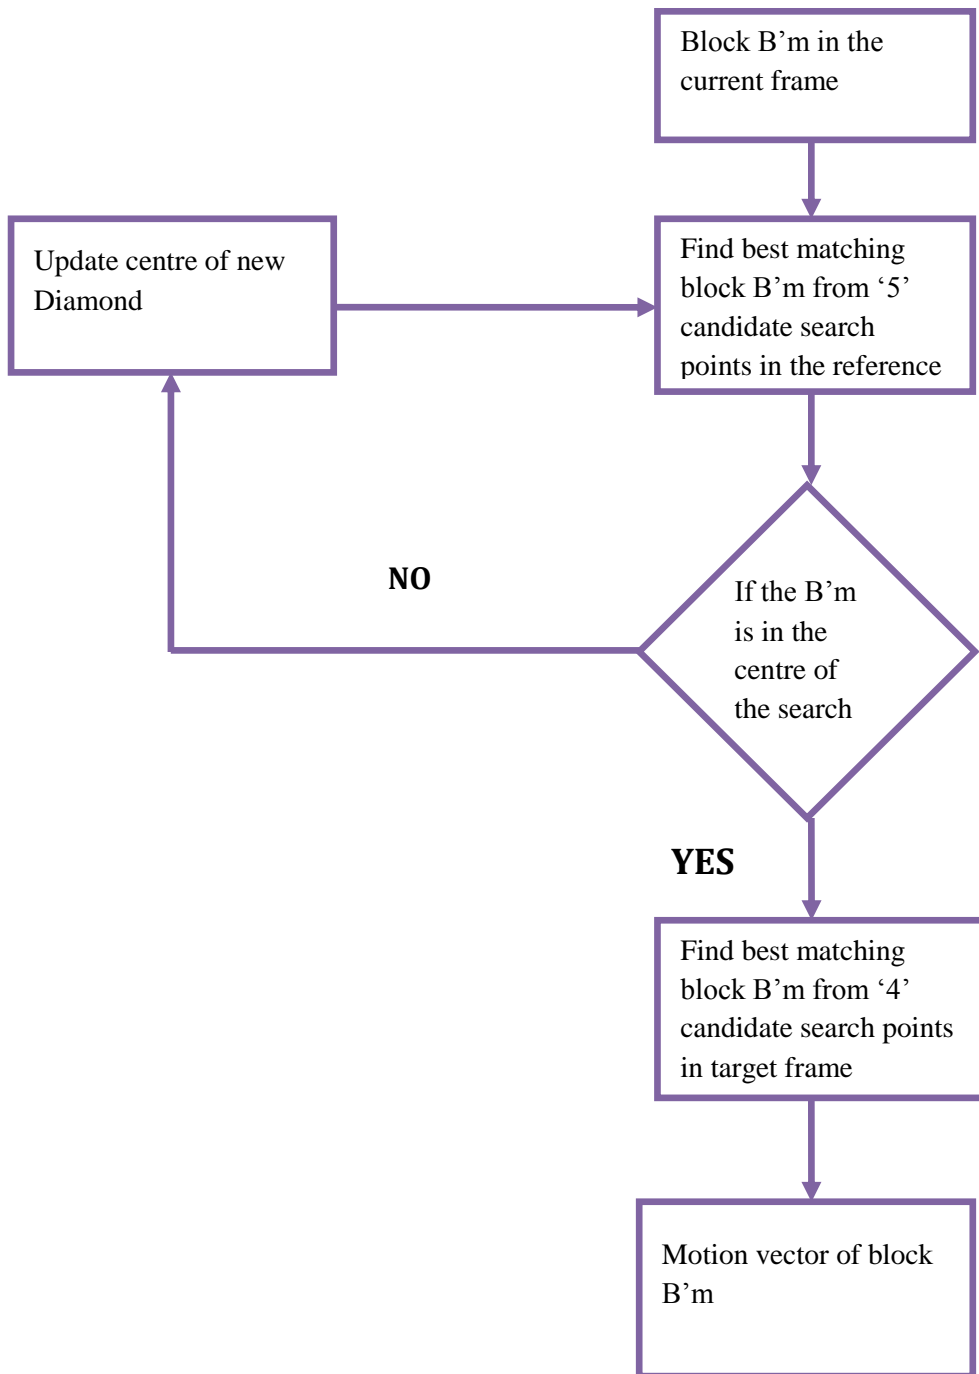 Block B’m in the
current frame
Update centre of new
Diamond
Find best matching
block B’m from ‘5’
candidate search
points in the reference
NO
If the B’m
is in the
centre of
the search
YES
Find best matching
block B’m from ‘4’
candidate search points
in target frame
Motion vector of block
B’m